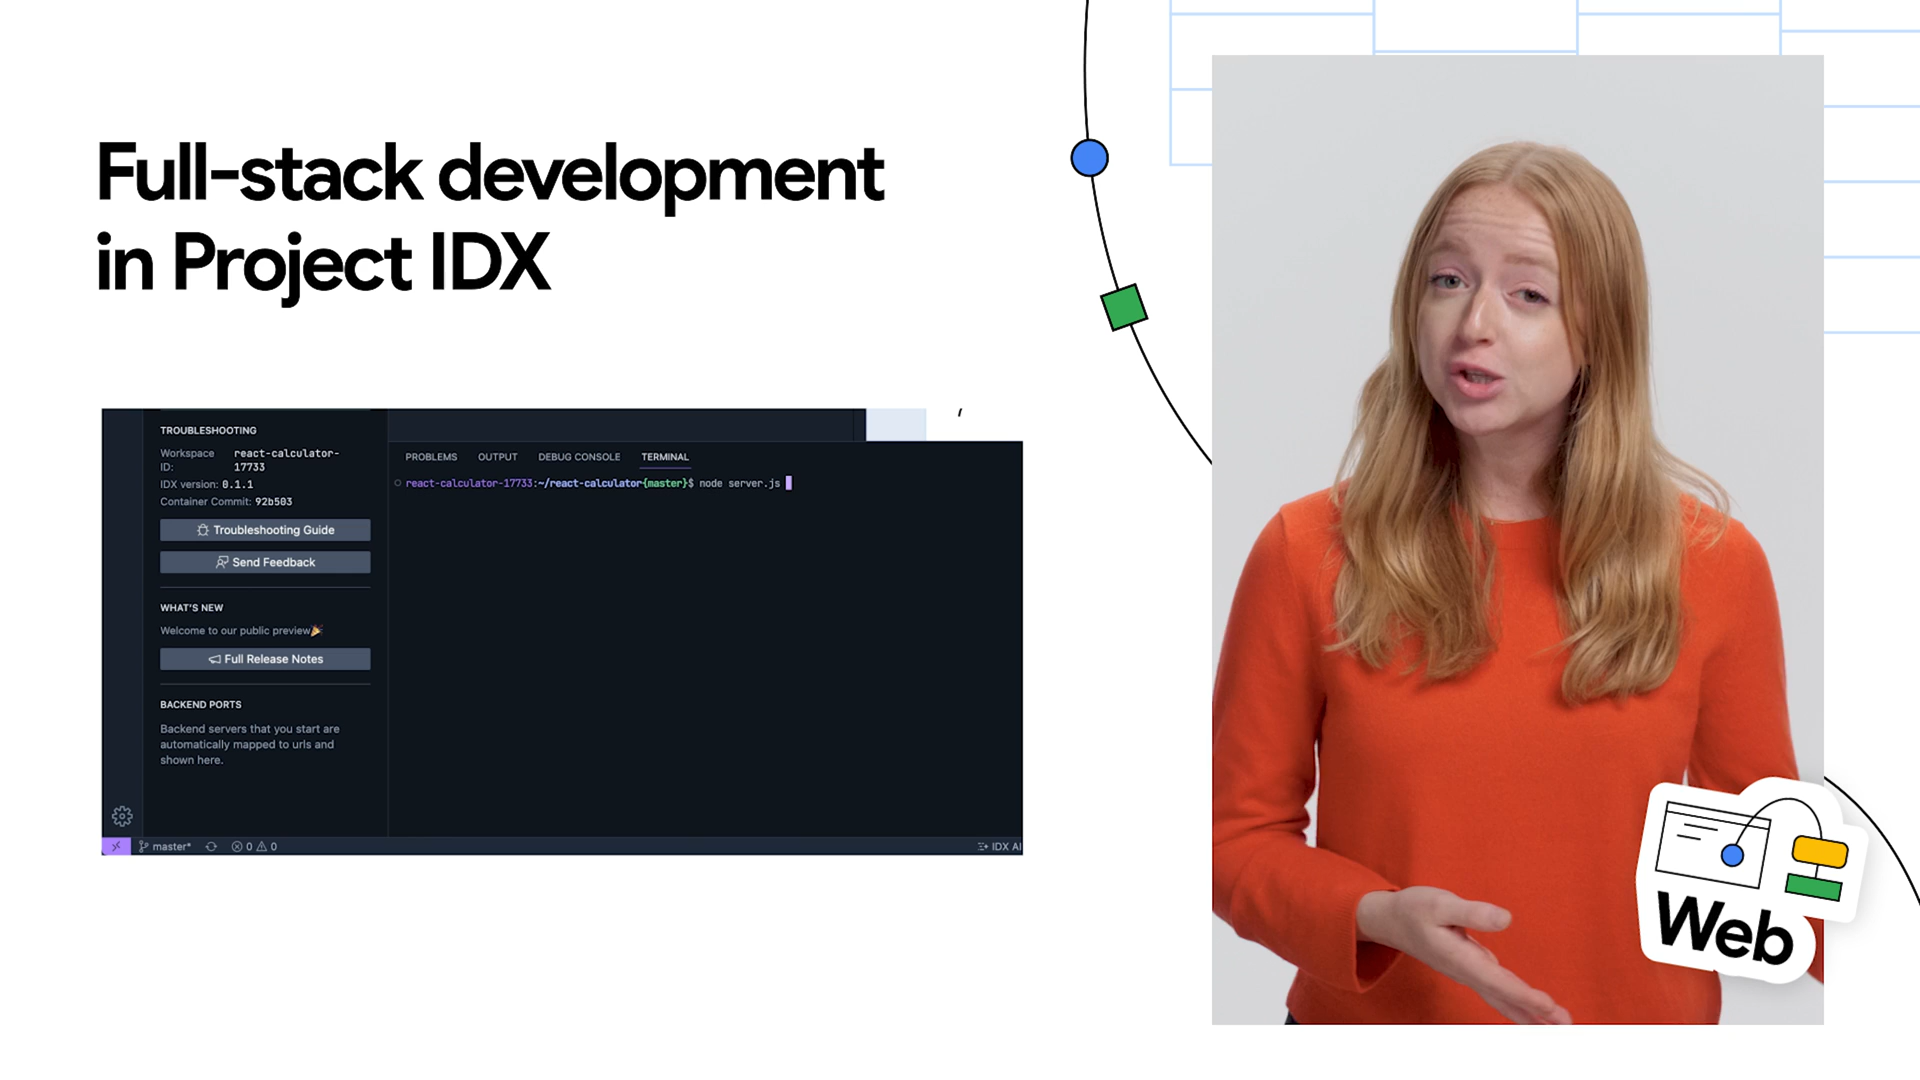 Full-stack development
in Project IDX
TROUBLESHOOTING
Workspace ID: react-calculator-17733
IDX version: 0.1.1
Container Commit: 92b503
Troubleshooting Guide
Send Feedback
WHAT'S NEW
Welcome to our public preview🎉
Full Release Notes
BACKEND PORTS
Backend servers that you start are
automatically mapped to urls and
shown here.
PROBLEMS OUTPUT DEBUG CONSOLE TERMINAL
react-calculator-17733:~/react-calculator{master}$ node server.js
master* 0 0 IDX AI
Web